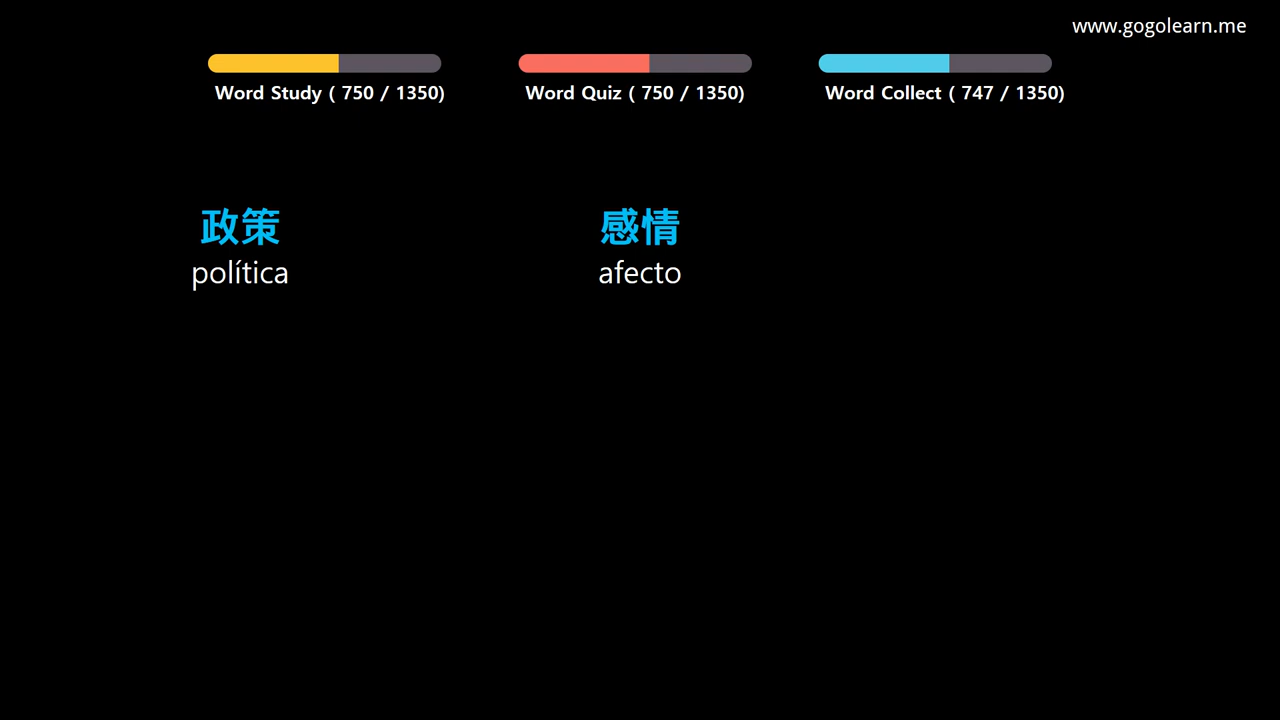 www.gogolearn.me
Word Study ( 750 / 1350)
Word Quiz ( 750 / 1350)
Word Collect ( 747 / 1350)
政策
política
感情
afecto